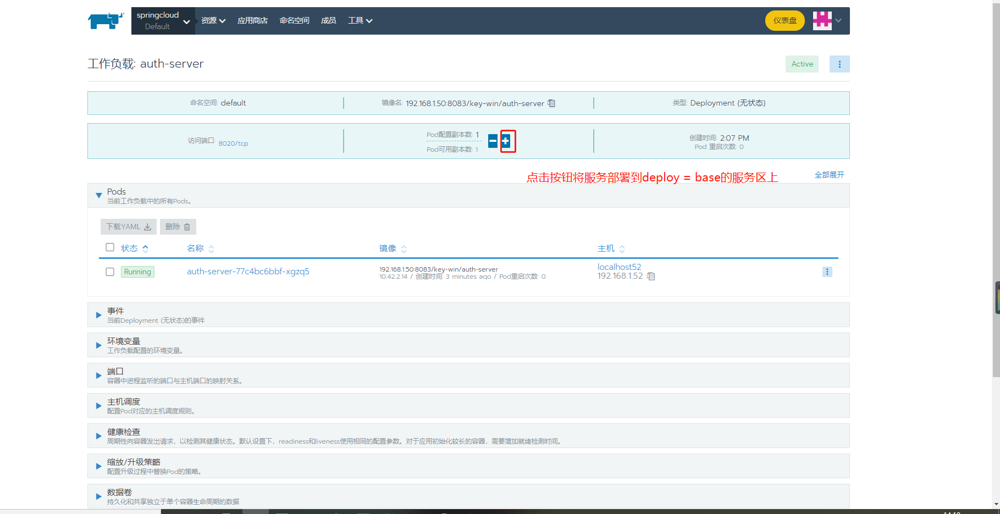 springcloud
Default
资源
应用商店
命名空间
成员
工具
仪表盘
工作负载: auth-server
Active
命名空间: default
镜像名: 192.168.1.50:8083/key-win/auth-server
类型: Deployment (无状态)
访问端口: 8020/tcp
Pod配置副本数: 1
Pod可用副本数: 1
创建时间: 2:07 PM
Pod 重启次数: 0
点击按钮将服务部署到deploy = base的服务区上
全部展开
Pods
当前工作负载中的所有Pods。
下载YAML
删除
状态
名称
镜像
主机
Running
auth-server-77c4bc6bbf-xgzq5
192.168.1.50:8083/key-win/auth-server
10.42.2.14 / 创建时间: 3 minutes ago / Pod重启次数: 0
localhost52
192.168.1.52
事件
当前Deployment (无状态)的事件
环境变量
工作负载配置的环境变量。
端口
容器中进程监听的端口与主机端口的映射关系。
主机调度
配置Pod对应的主机调度规则。
健康检查
周期性向容器发出请求，以检测其健康状态。默认设置下，readiness和liveness使用相同的配置参数。对于应用初始化较长的容器，需要增加就绪检测时间。
缩放/升级策略
配置升级过程中替换Pod的策略。
数据卷
持久化和共享独立于单个容器生命周期的数据